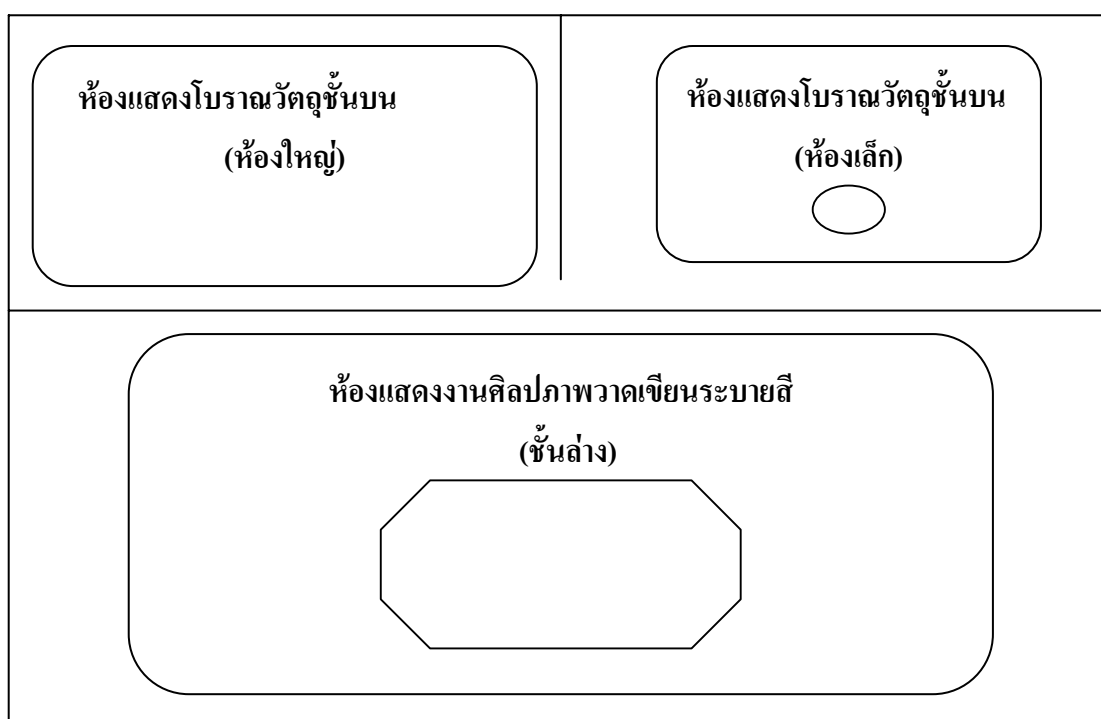 ห้องแสดงโบราณวัตถุชั้นบน
(ห้องใหญ่)
ห้องแสดงโบราณวัตถุชั้นบน
(ห้องเล็ก)
ห้องแสดงงานศิลปภาพวาดเขียนระบายสี
(ชั้นล่าง)